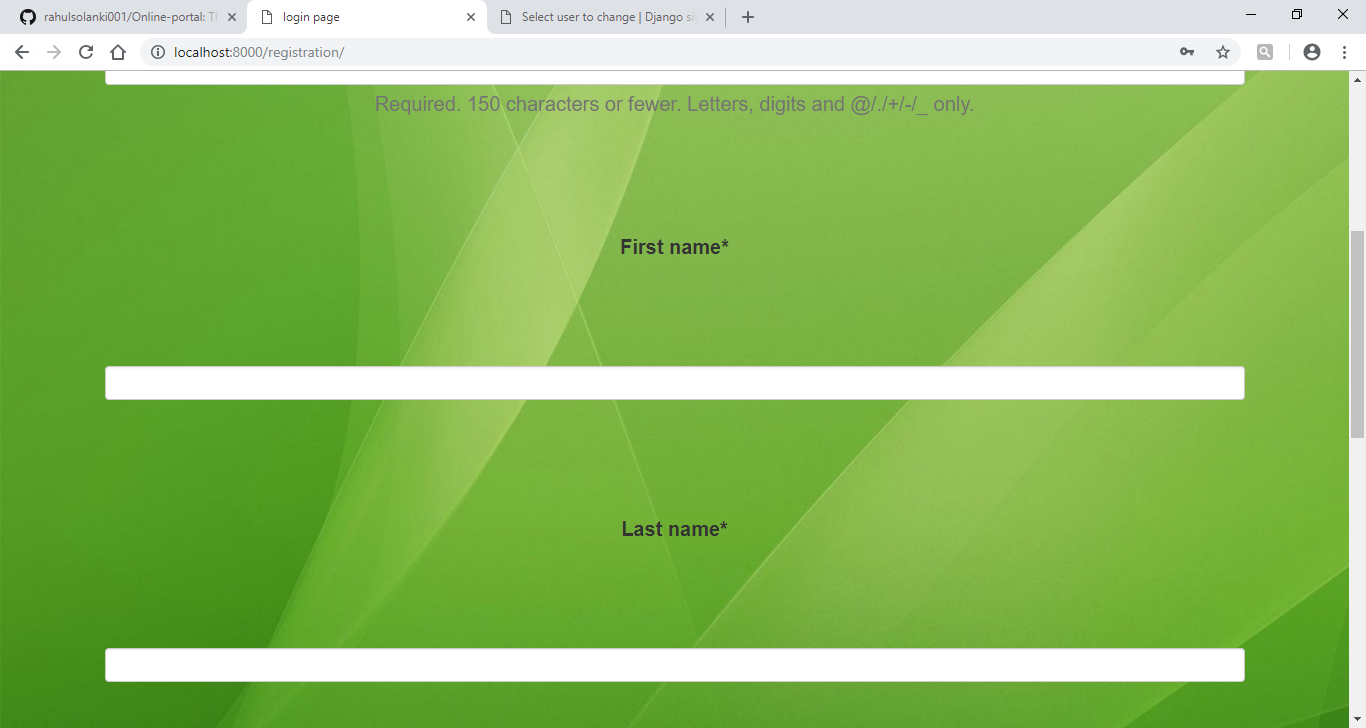 rahulsolanki001/Online-portal: Th
login page
Select user to change | Django si
localhost:8000/registration/
Required. 150 characters or fewer. Letters, digits and @/./+/-/_ only.
First name*
Last name*